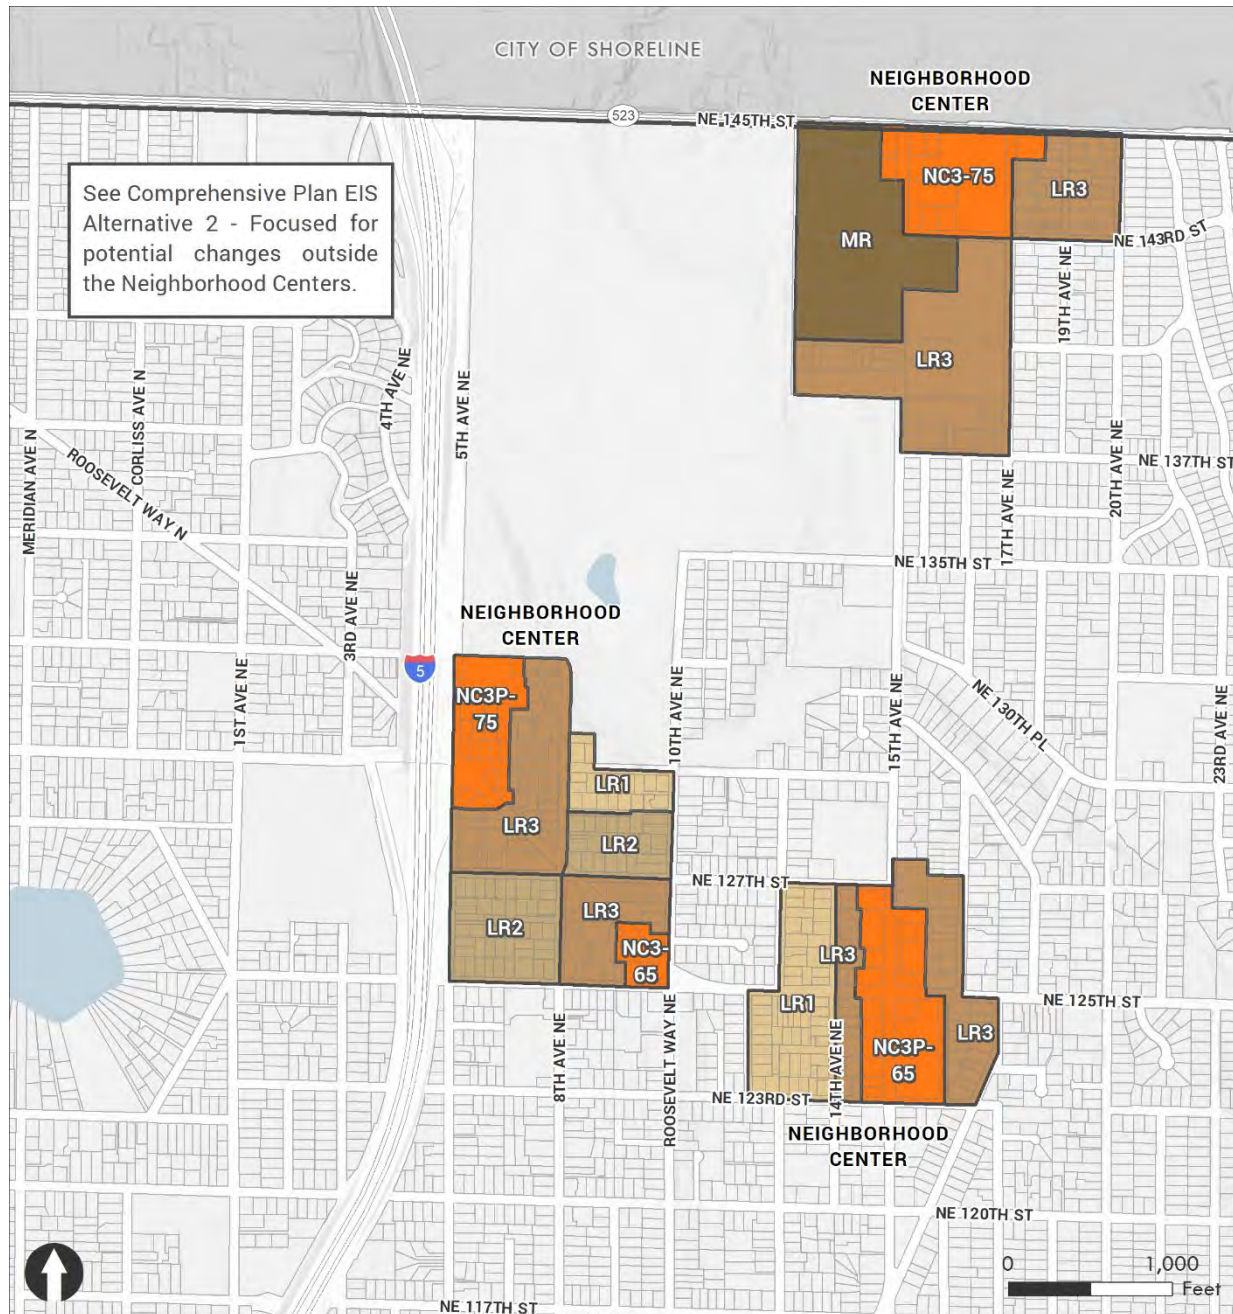 CITY OF SHORELINE
NEIGHBORHOOD
CENTER
523
NE 145TH ST
See Comprehensive Plan EIS
Alternative 2 - Focused for
potential changes outside
the Neighborhood Centers.
NC3-75
LR3
MR
NE 143RD ST
19TH AVE NE
LR3
4TH AVE NE
5TH AVE NE
CORLISS AVE N
MERIDIAN AVE N
ROOSEVELT WAY N
20TH AVE NE
NE 137TH ST
17TH AVE NE
NE 135TH ST
3RD AVE NE
NEIGHBORHOOD
CENTER
5
1ST AVE NE
NC3P-
75
10TH AVE NE
15TH AVE NE
NE 130TH PL
23RD AVE NE
LR1
LR3
LR2
NE 127TH ST
LR2
LR3
NC3-
65
LR3
LR1
NE 125TH ST
LR3
NC3P-
65
8TH AVE NE
ROOSEVELT WAY NE
14TH AVE NE
NE 123RD ST
NEIGHBORHOOD
CENTER
NE 120TH ST
0 1,000
Feet
NE 117TH ST